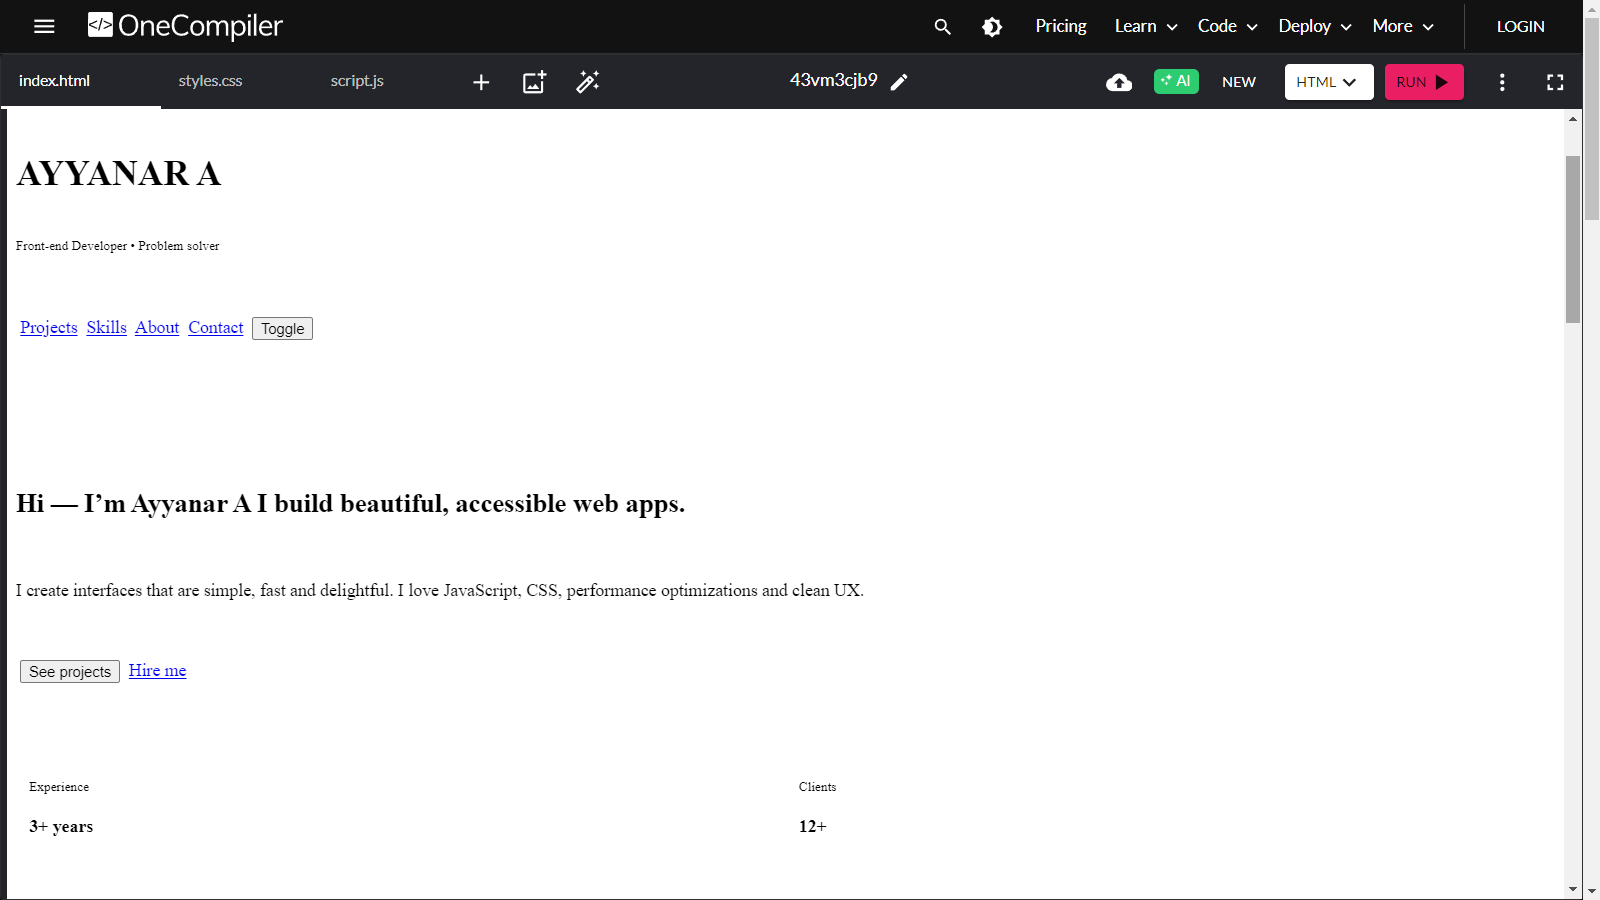 </> OneCompiler Pricing Learn Code Deploy More LOGIN
index.html styles.css script.js 43vm3cjb9 AI NEW HTML RUN
AYYANAR A
Front-end Developer • Problem solver
Projects Skills About Contact Toggle
Hi — I’m Ayyanar A I build beautiful, accessible web apps.
I create interfaces that are simple, fast and delightful. I love JavaScript, CSS, performance optimizations and clean UX.
See projects Hire me
Experience Clients
3+ years 12+